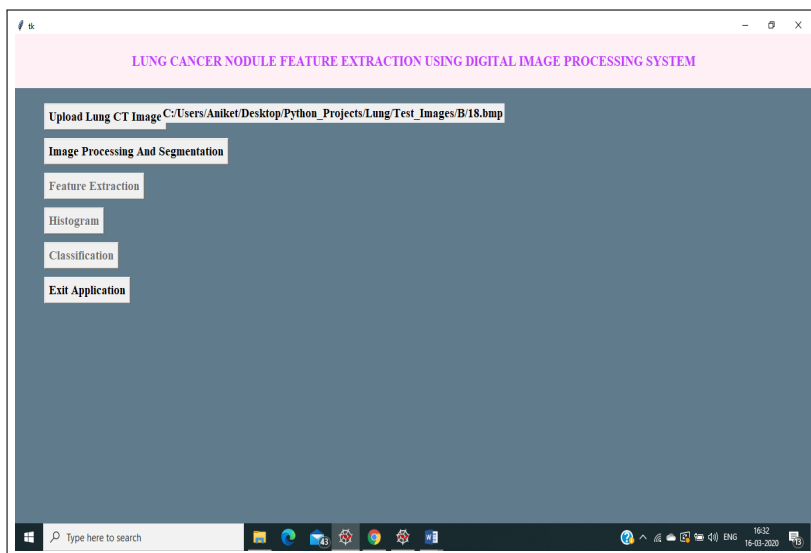 tk
LUNG CANCER NODULE FEATURE EXTRACTION USING DIGITAL IMAGE PROCESSING SYSTEM
Upload Lung CT Image C:/Users/Aniket/Desktop/Python_Projects/Lung/Test_Images/B/18.bmp
Image Processing And Segmentation
Feature Extraction
Histogram
Classification
Exit Application
Type here to search
43
ENG
16:32
16-03-2020
13